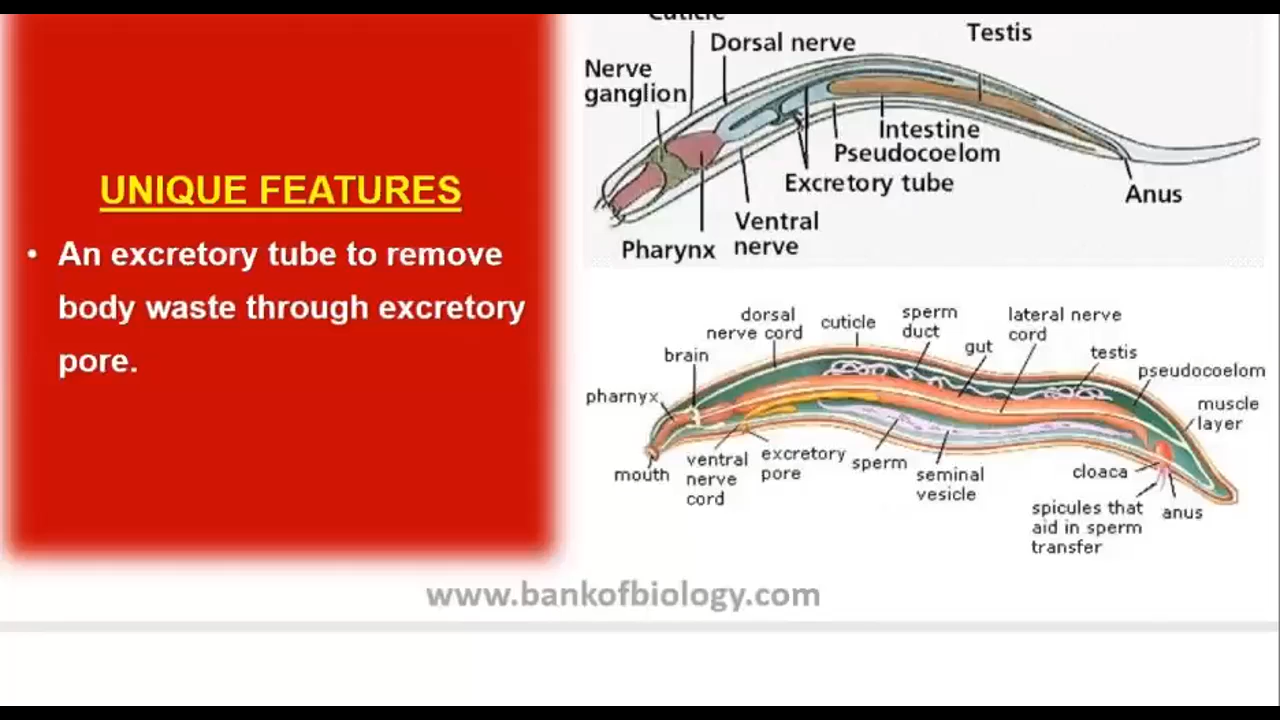 UNIQUE FEATURES
• An excretory tube to remove
body waste through excretory
pore.
Cuticle
Dorsal nerve
Testis
Nerve
ganglion
Intestine
Pseudocoelom
Excretory tube
Anus
Ventral
nerve
Pharynx
dorsal
nerve cord
cuticle
sperm
duct
lateral nerve
cord
brain
gut
testis
pseudocoelom
pharnyx
muscle
layer
mouth
ventral
nerve
cord
excretory
pore
sperm
seminal
vesicle
cloaca
spicules that
aid in sperm
transfer
anus
www.bankofbiology.com